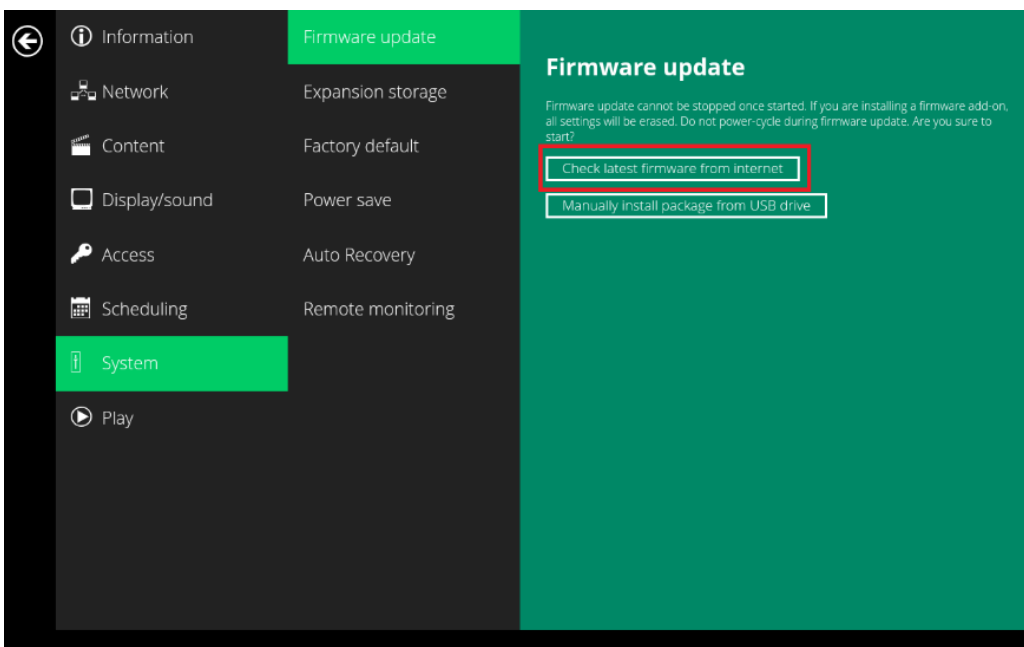 Information
Network
Content
Display/sound
Access
Scheduling
System
Play
Firmware update
Expansion storage
Factory default
Power save
Auto Recovery
Remote monitoring
Firmware update
Firmware update cannot be stopped once started. If you are installing a firmware add-on,
all settings will be erased. Do not power-cycle during firmware update. Are you sure to
start?
Check latest firmware from internet
Manually install package from USB drive